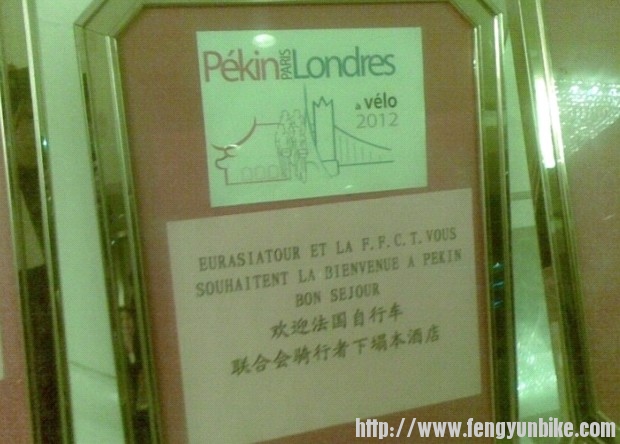 Pékin PARIS Londres
à vélo
2012
EURASIATOUR ET LA F.F.C.T.VOUS
SOUHAITENT LA BIENVENUE A PEKIN
BON SEJOUR
欢迎法国自行车
联合会骑行者下塌本酒店
http://www.fengyunbike.com